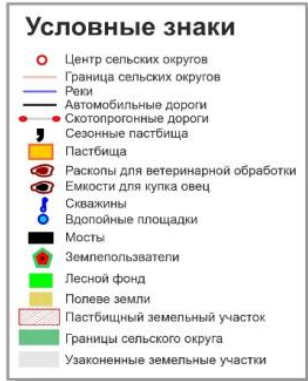 Условные знаки
Центр сельских округов
Граница сельских округов
Реки
Автомобильные дороги
Скотопрогонные дороги
Сезонные пастбища
Пастбища
Расколы для ветеринарной обработки
Емкости для купка овец
Скважины
Вдопойные площадки
Мосты
Землепользватели
Лесной фонд
Полеве земли
Пастбищный земельный участок
Границы сельского округа
Узаконенные земельные участки